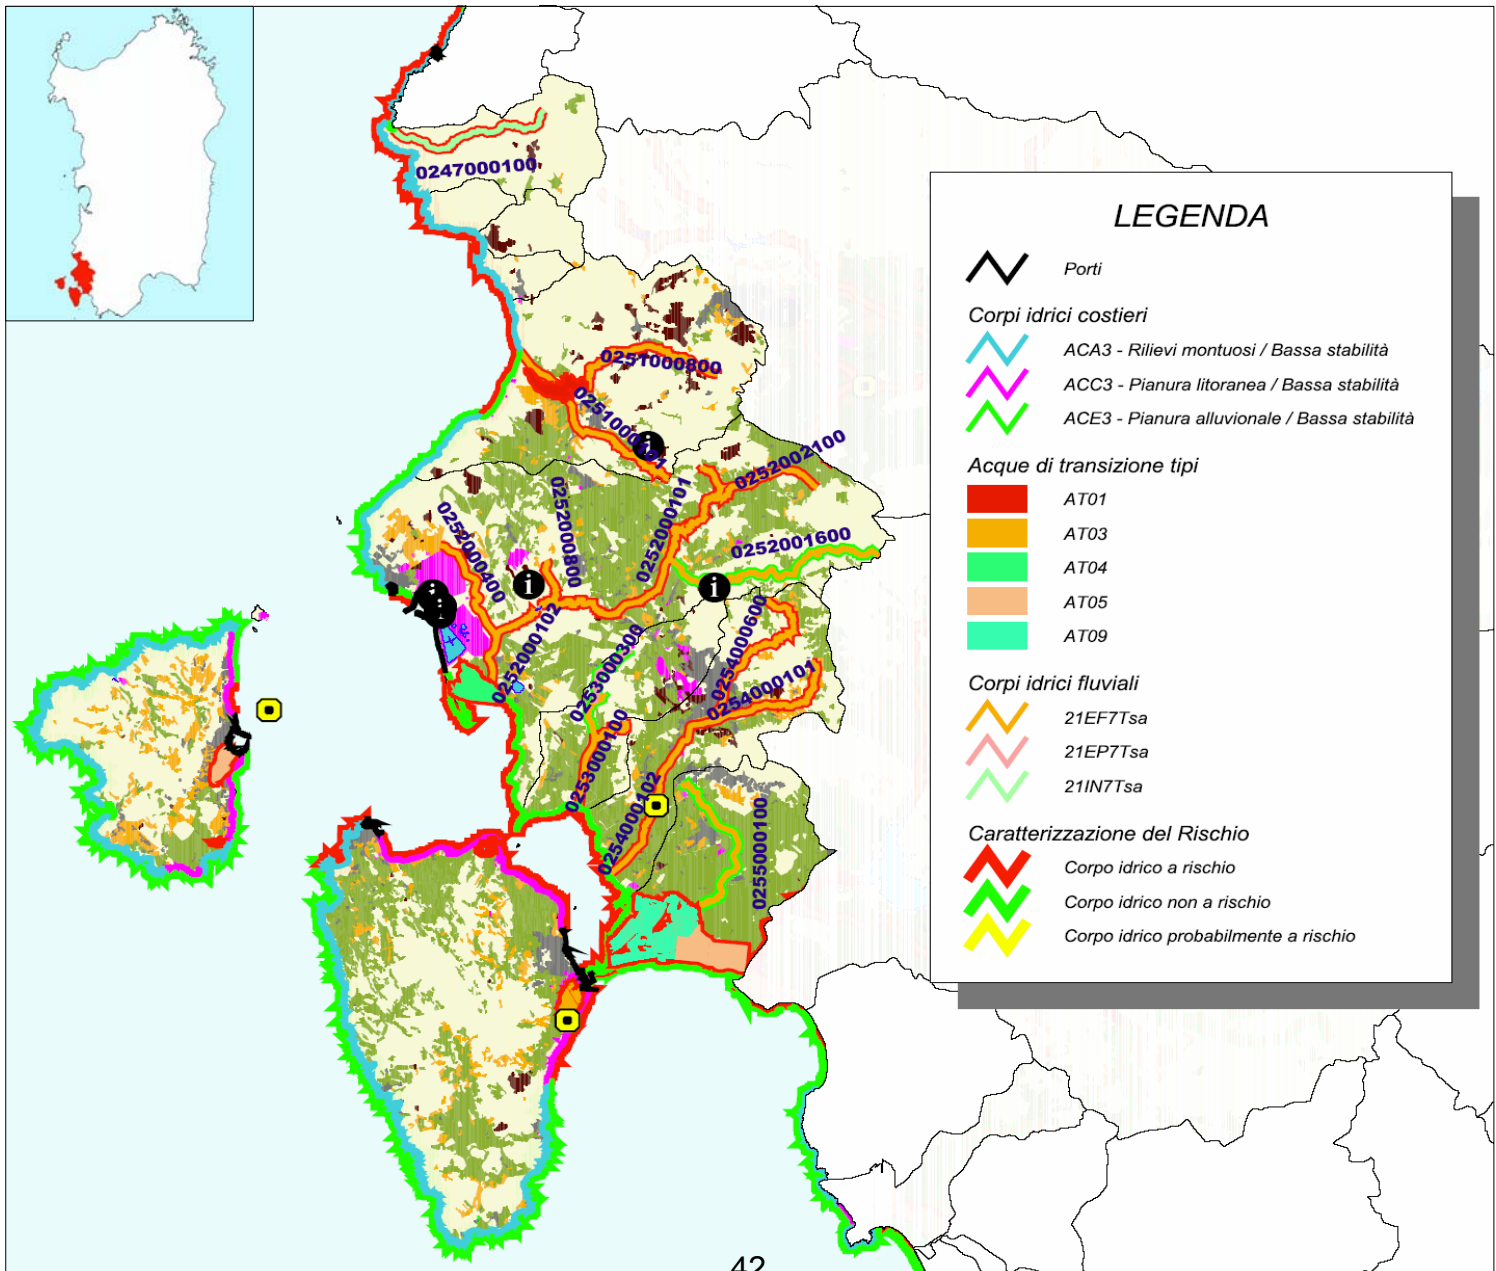 0247000100
0251000800
0252002100
0252000101
0252000800
0252000400
0252001600
0252000102
0253000300
0254000600
0254000101
0253000100
0254000102
0255000100
i
i
i
i
i
LEGENDA
Porti
Corpi idrici costieri
ACA3 - Rilievi montuosi / Bassa stabilità
ACC3 - Pianura litoranea / Bassa stabilità
ACE3 - Pianura alluvionale / Bassa stabilità
Acque di transizione tipi
AT01
AT03
AT04
AT05
AT09
Corpi idrici fluviali
21EF7Tsa
21EP7Tsa
21IN7Tsa
Caratterizzazione del Rischio
Corpo idrico a rischio
Corpo idrico non a rischio
Corpo idrico probabilmente a rischio
42